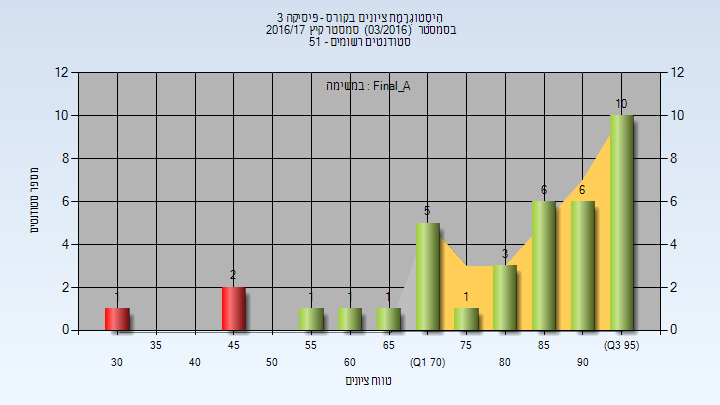 היסטוגרמת ציונים בקורס - פיסיקה 3
בסמסטר (03/2016) סמסטר קיץ 2016/17
סטודנטים רשומים - 51
במשימה : Final_A
מספר סטודנטים
12 12
10 10
8 8
6 6
4 4
2 2
0 0
1 2 1 1 1 5 1 3 6 6 10
35 45 55 65 75 85 (Q3 95)
30 40 50 60 (Q1 70) 80 90
טווח ציונים